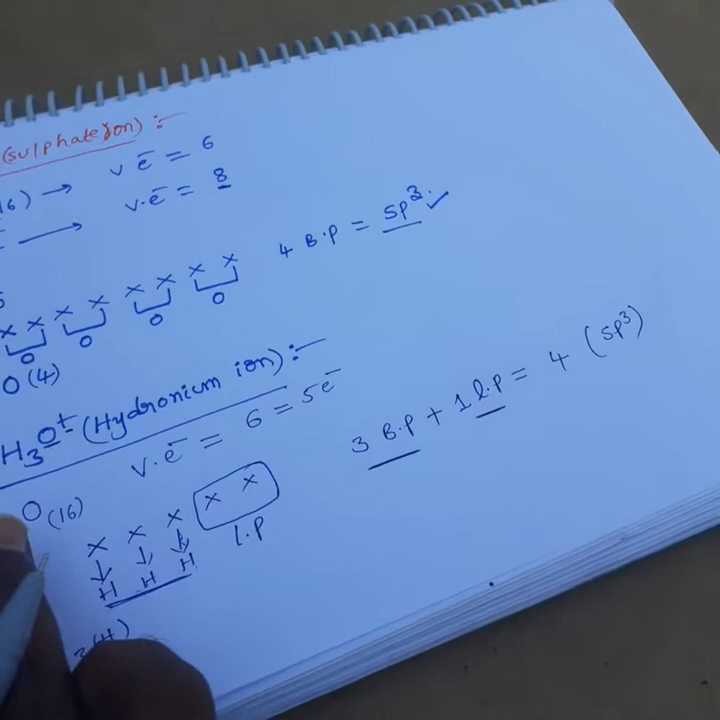 (sulphate ion) :-
16) → v e⁻ = 6
→ v.e⁻ = 8
x x x x x x x x 4 B.P = sp³ ✓
O O O O
O (4)
H₃O⁺ (Hydronium ion) :-
v.e⁻ = 6 = 5e⁻
O (16) x x x x x 3 B.P + 1 l.p = 4 (sp³)
↓ ↓ ↓ l.p
H H H
(H)